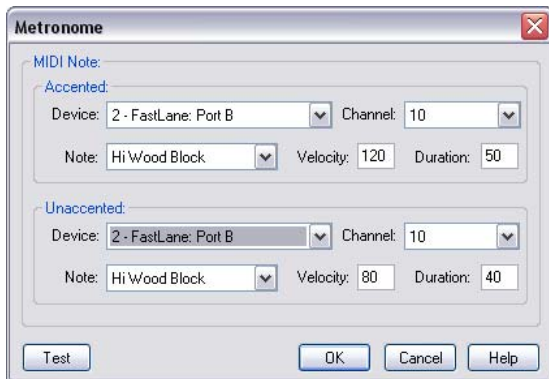 Metronome
MIDI Note:
Accented:
Device: 2 - FastLane: Port B Channel: 10
Note: Hi Wood Block Velocity: 120 Duration: 50
Unaccented:
Device: 2 - FastLane: Port B Channel: 10
Note: Hi Wood Block Velocity: 80 Duration: 40
Test OK Cancel Help